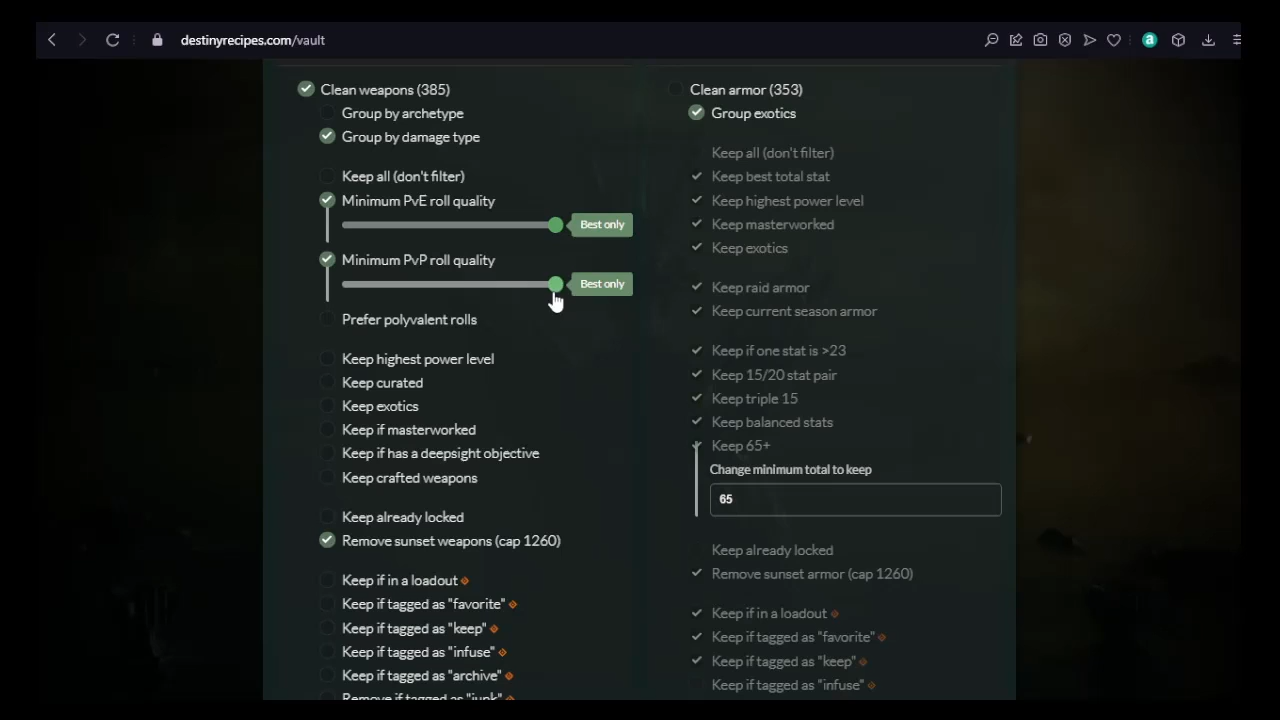 destinyrecipes.com/vault
a
Clean weapons (385)
Group by archetype
Group by damage type
Keep all (don't filter)
Minimum PvE roll quality
Best only
Minimum PvP roll quality
Best only
Prefer polyvalent rolls
Keep highest power level
Keep curated
Keep exotics
Keep if masterworked
Keep if has a deepsight objective
Keep crafted weapons
Keep already locked
Remove sunset weapons (cap 1260)
Keep if in a loadout
Keep if tagged as "favorite"
Keep if tagged as "keep"
Keep if tagged as "infuse"
Keep if tagged as "archive"
Remove if tagged as "junk"
Clean armor (353)
Group exotics
Keep all (don't filter)
Keep best total stat
Keep highest power level
Keep masterworked
Keep exotics
Keep raid armor
Keep current season armor
Keep if one stat is >23
Keep 15/20 stat pair
Keep triple 15
Keep balanced stats
Keep 65+
Change minimum total to keep
65
Keep already locked
Remove sunset armor (cap 1260)
Keep if in a loadout
Keep if tagged as "favorite"
Keep if tagged as "keep"
Keep if tagged as "infuse"